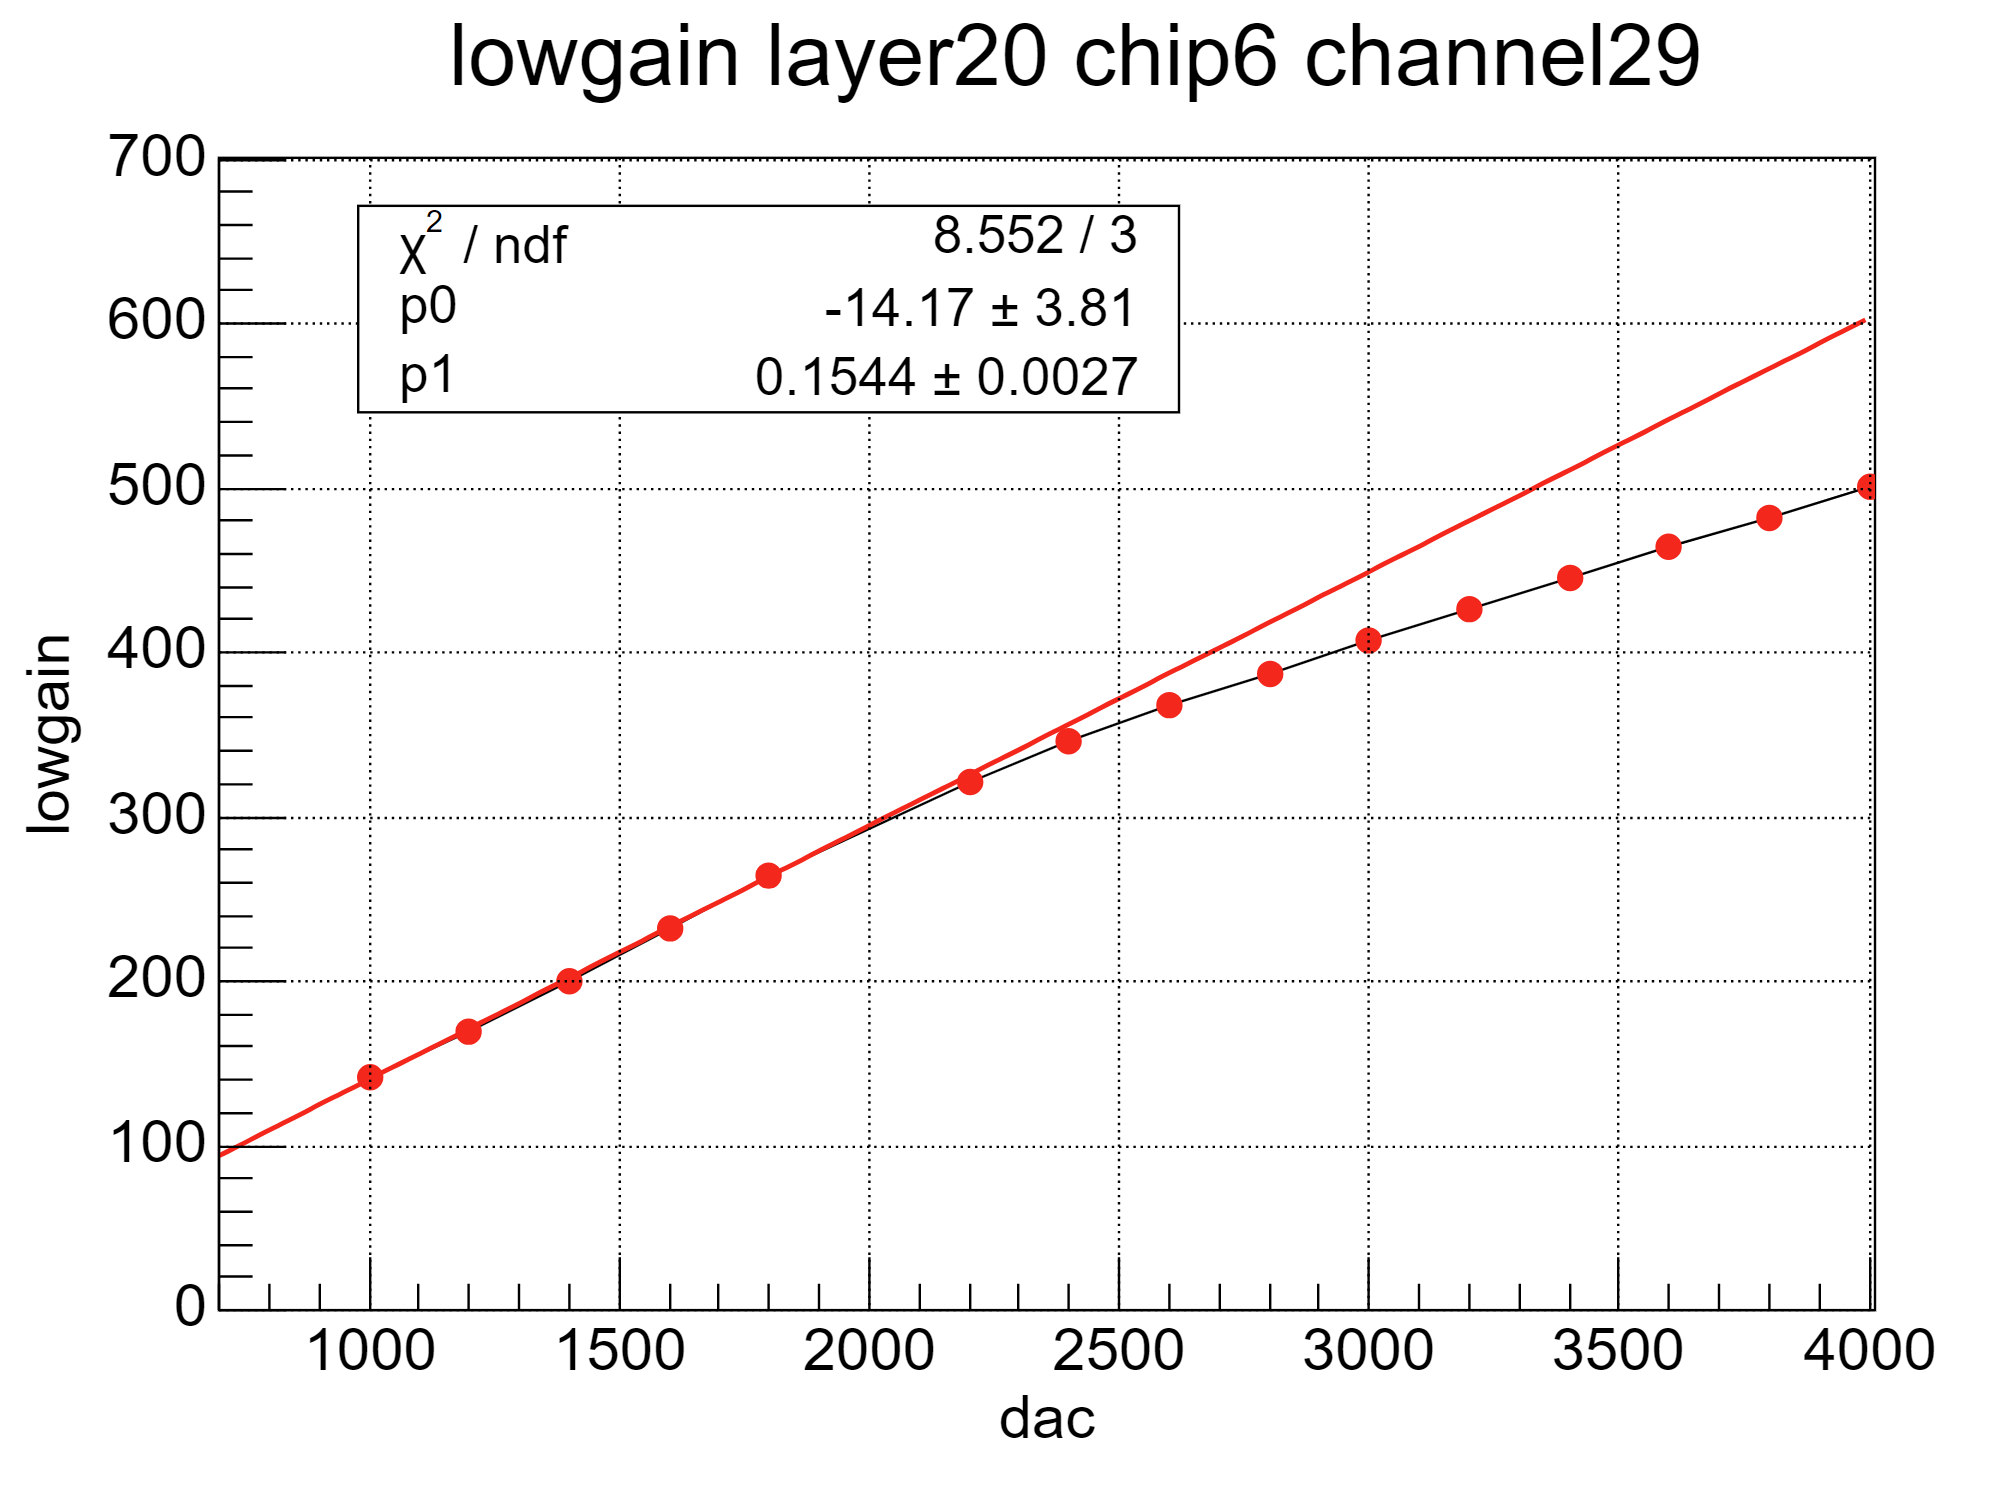 lowgain layer20 chip6 channel29
χ² / ndf 8.552 / 3
p0 -14.17 ± 3.81
p1 0.1544 ± 0.0027
700
600
500
400
300
200
100
0
lowgain
1000 1500 2000 2500 3000 3500 4000
dac